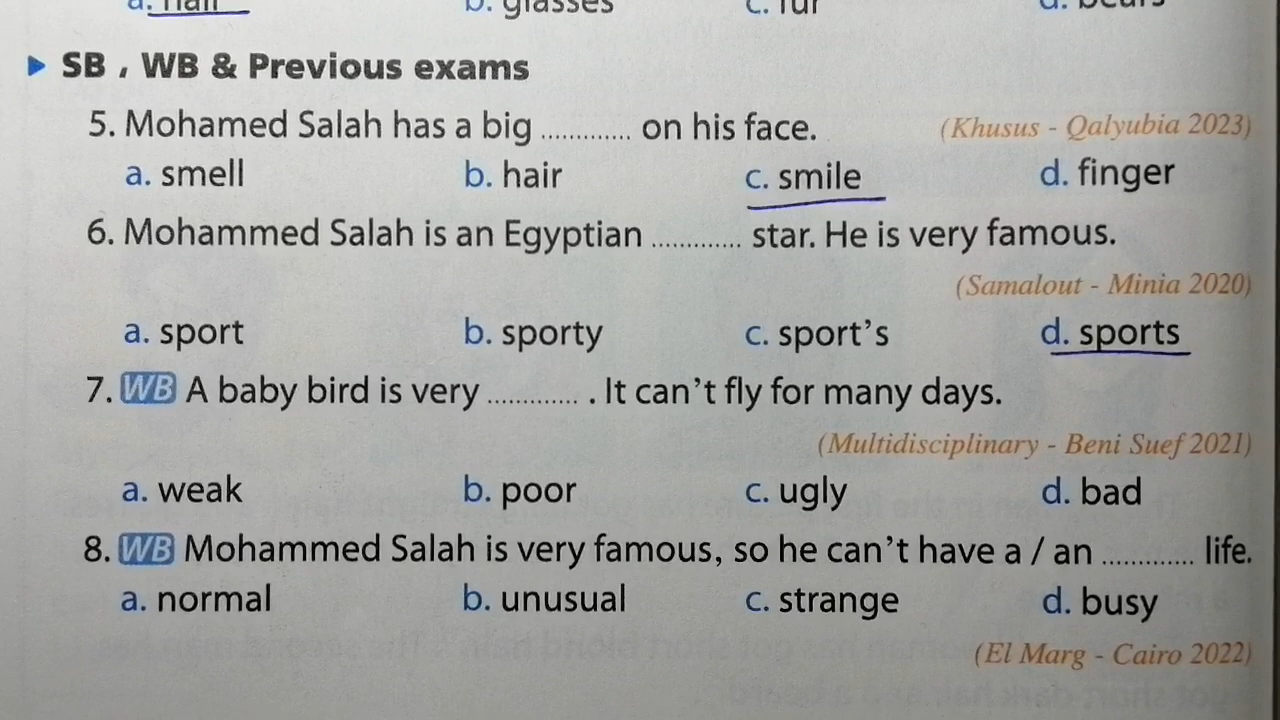 a. hair b. glasses c. fur d. bears
SB , WB & Previous exams
5. Mohamed Salah has a big ............. on his face. (Khusus - Qalyubia 2023)
a. smell b. hair c. smile d. finger
6. Mohammed Salah is an Egyptian ............. star. He is very famous.
(Samalout - Minia 2020)
a. sport b. sporty c. sport's d. sports
7. WB A baby bird is very ............. . It can't fly for many days.
(Multidisciplinary - Beni Suef 2021)
a. weak b. poor c. ugly d. bad
8. WB Mohammed Salah is very famous, so he can't have a / an ............. life.
a. normal b. unusual c. strange d. busy
(El Marg - Cairo 2022)